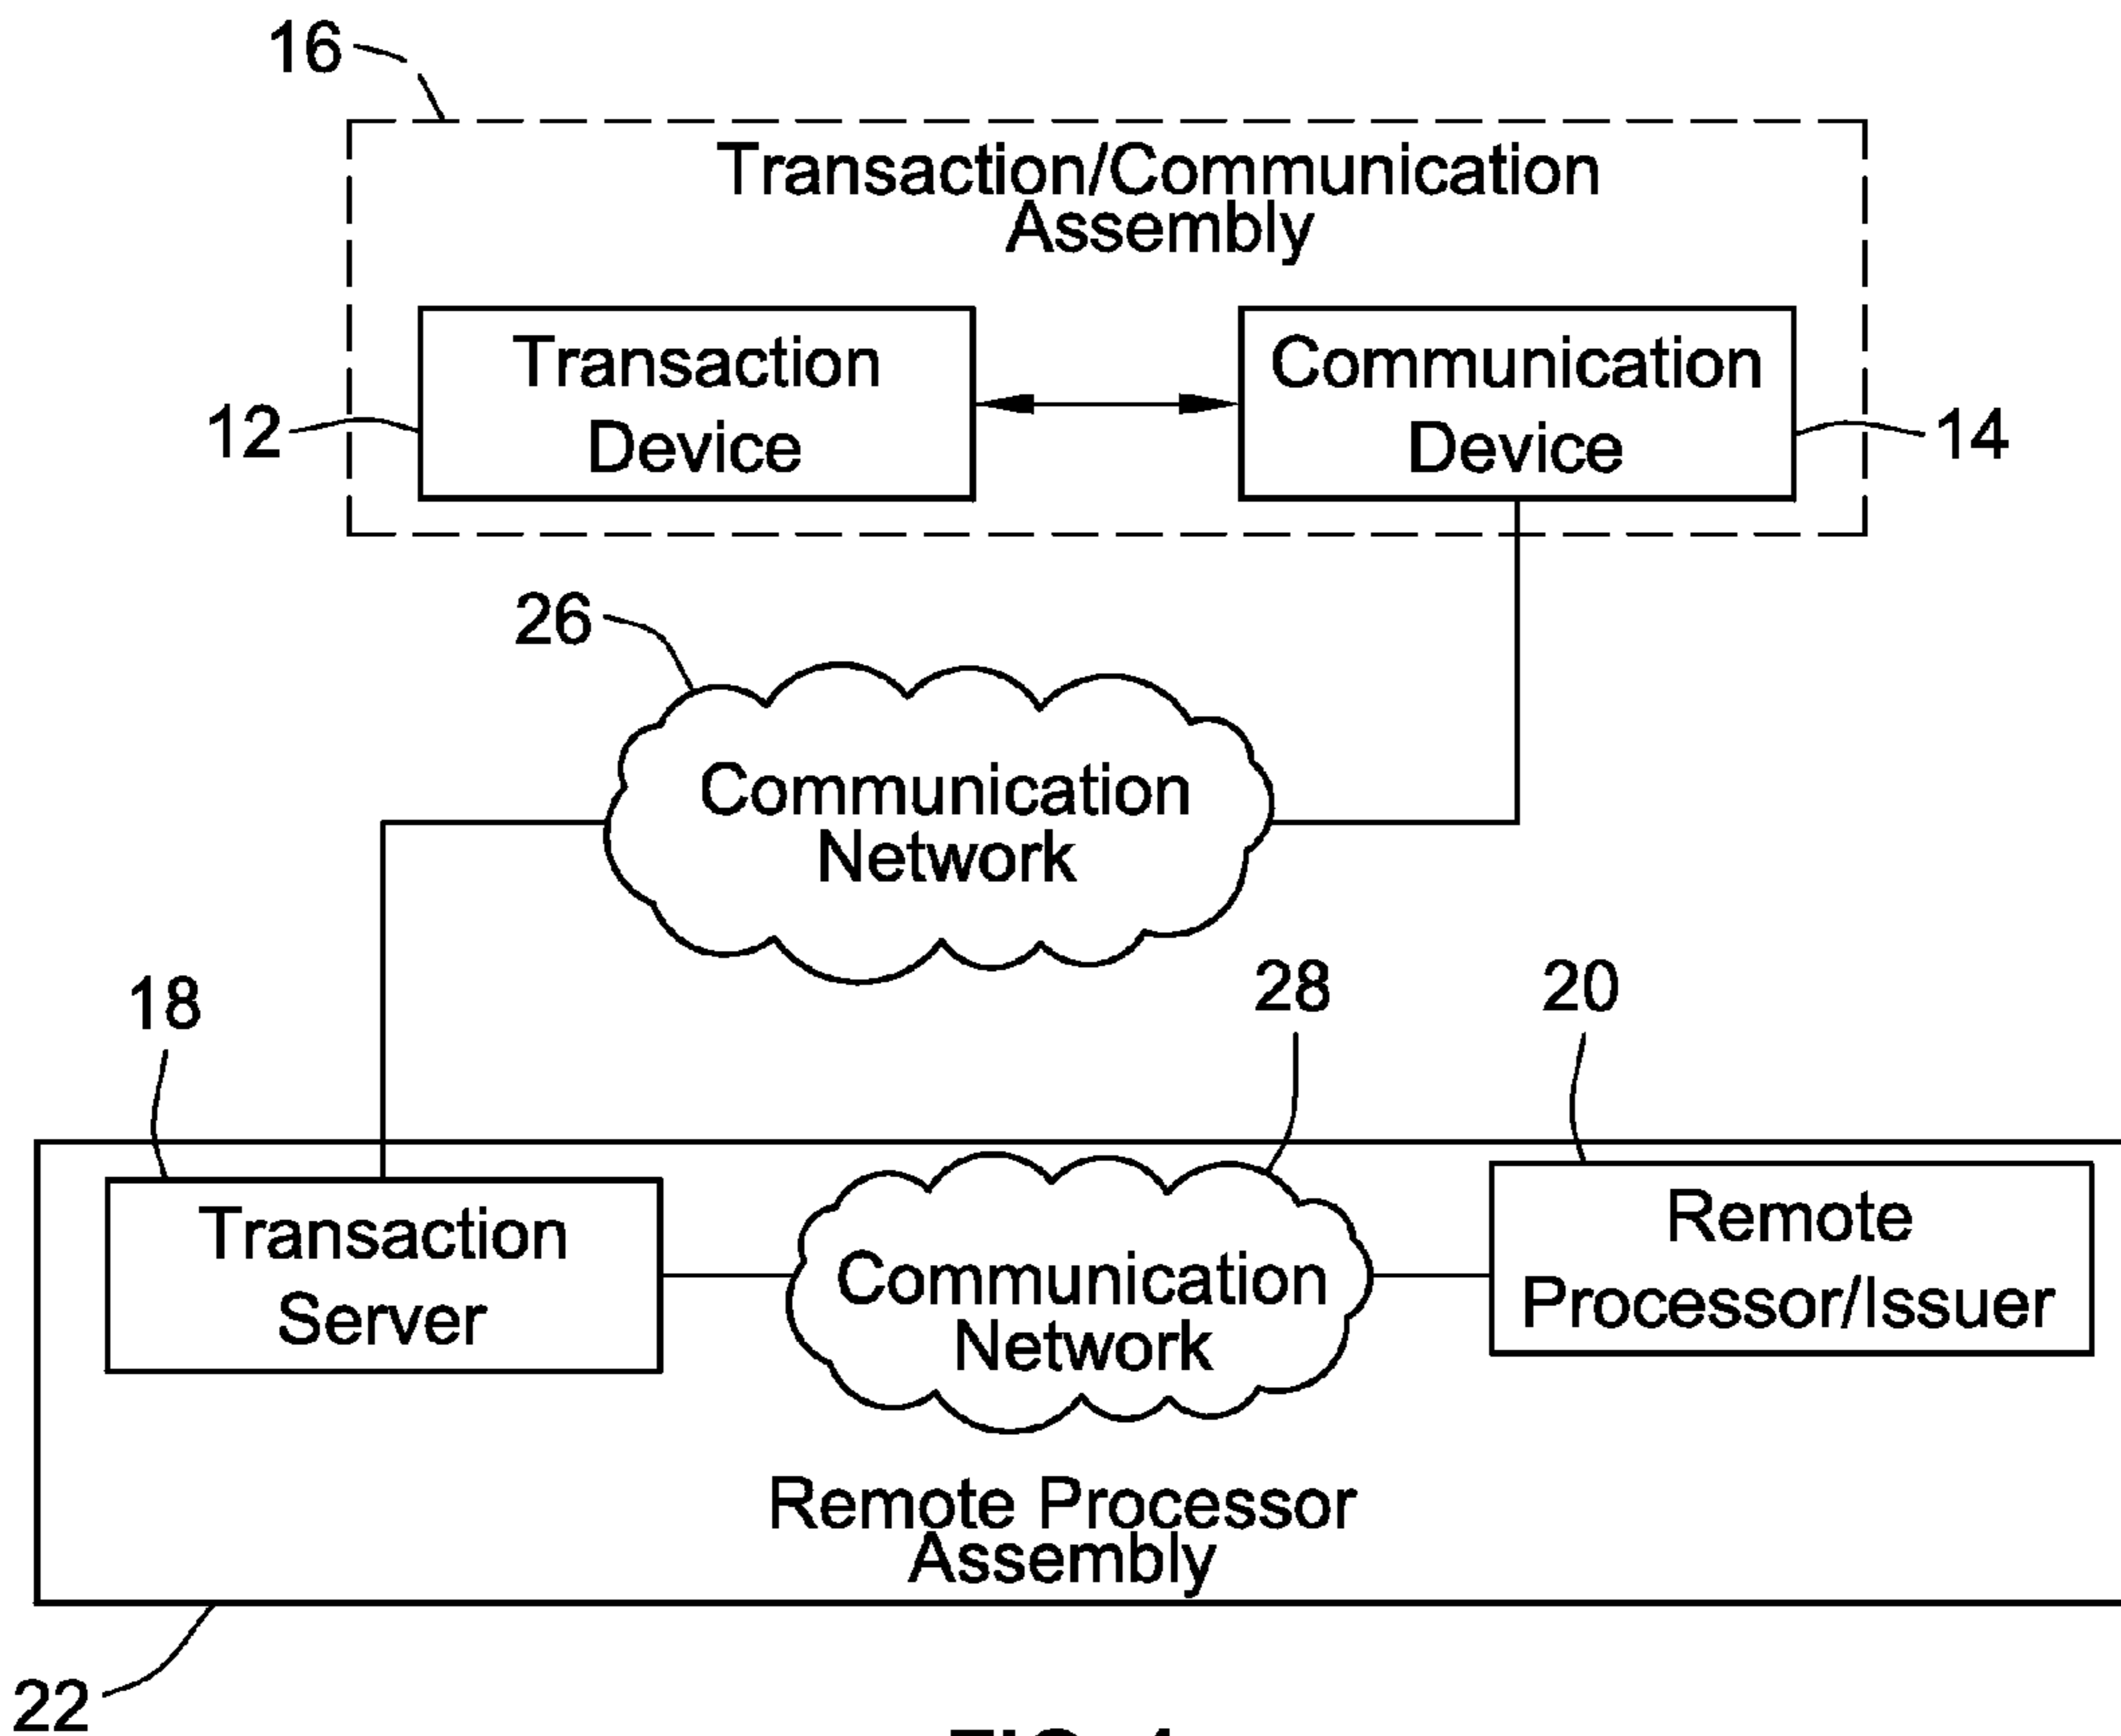 16
Transaction/Communication
Assembly
Transaction
Device
Communication
Device
12
14
26
Communication
Network
18
28
20
Transaction
Server
Communication
Network
Remote
Processor/Issuer
Remote Processor
Assembly
22